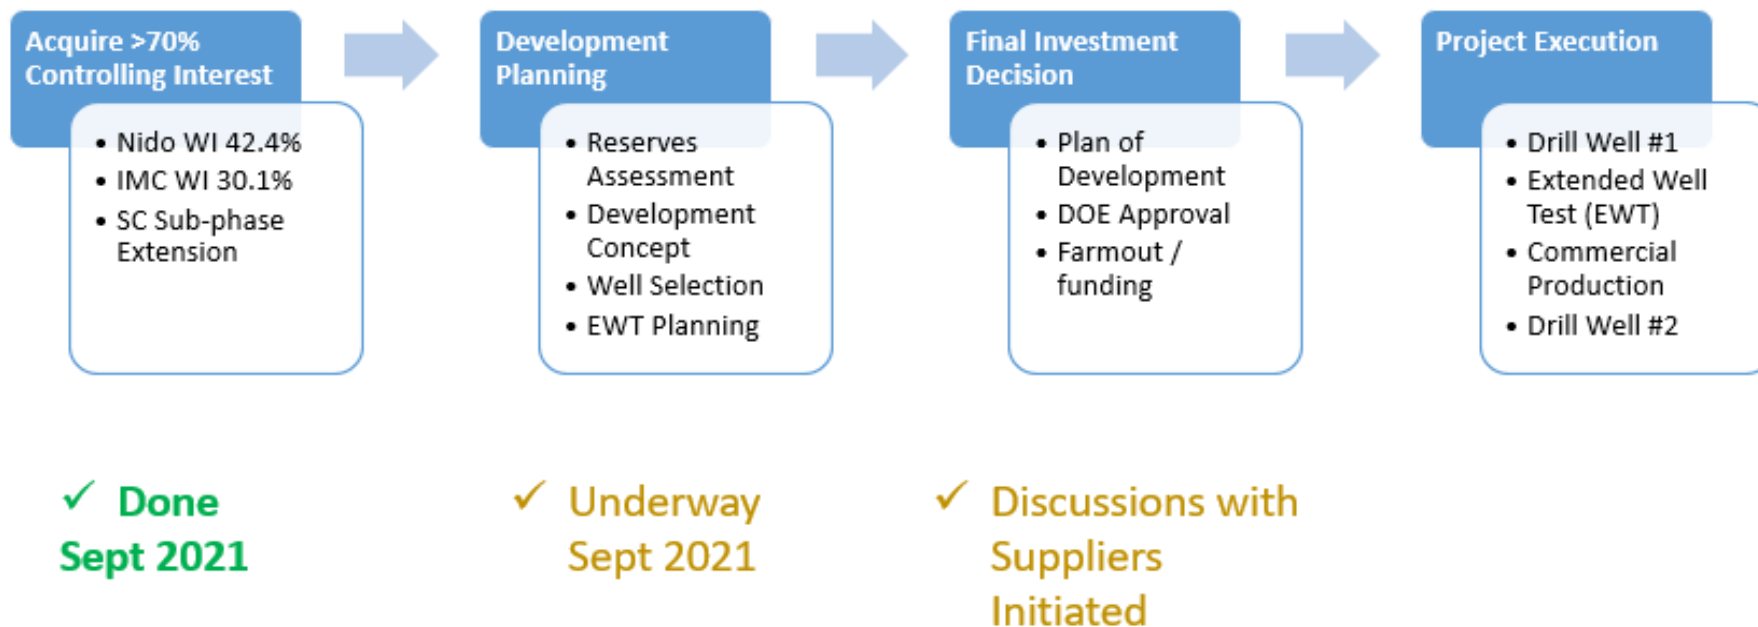 Acquire >70%
Controlling Interest
• Nido WI 42.4%
• IMC WI 30.1%
• SC Sub-phase
Extension
Development
Planning
• Reserves
Assessment
• Development
Concept
• Well Selection
• EWT Planning
Final Investment
Decision
• Plan of
Development
• DOE Approval
• Farmout /
funding
Project Execution
• Drill Well #1
• Extended Well
Test (EWT)
• Commercial
Production
• Drill Well #2
✓ Done
Sept 2021
✓ Underway
Sept 2021
✓ Discussions with
Suppliers
Initiated